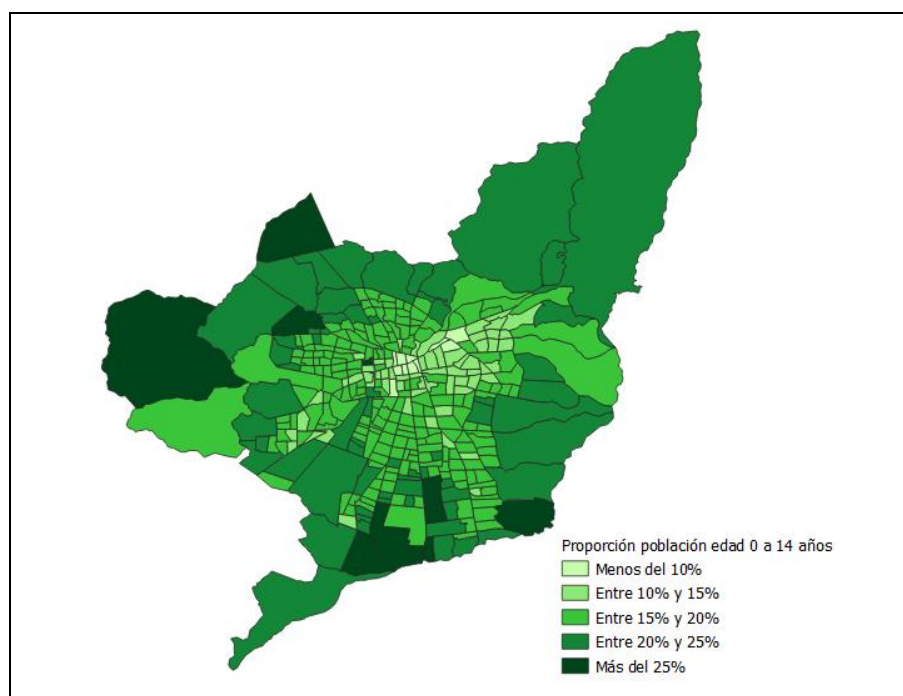 Proporción población edad 0 a 14 años
Menos del 10%
Entre 10% y 15%
Entre 15% y 20%
Entre 20% y 25%
Más del 25%